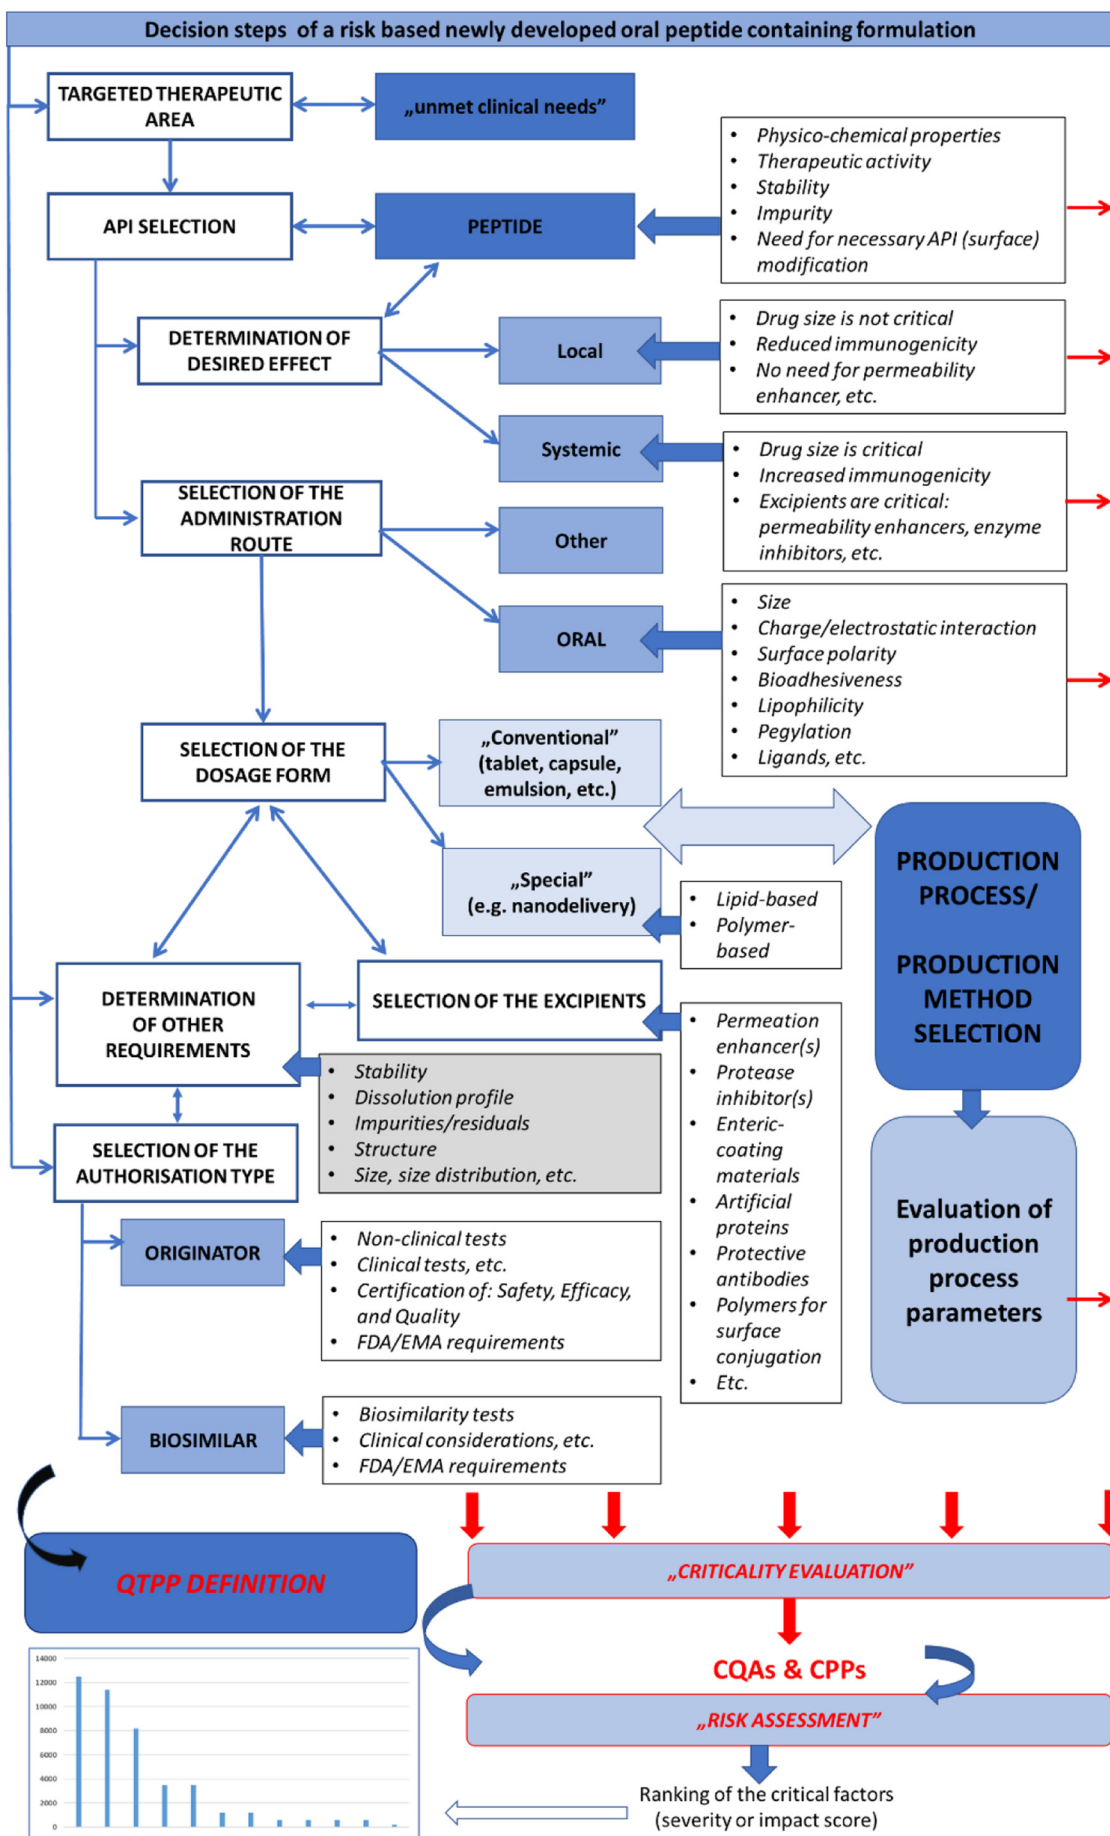 Decision steps of a risk based newly developed oral peptide containing formulation
TARGETED THERAPEUTIC
AREA
„unmet clinical needs”
• Physico-chemical properties
• Therapeutic activity
• Stability
• Impurity
• Need for necessary API (surface)
modification
API SELECTION
PEPTIDE
DETERMINATION OF
DESIRED EFFECT
Local
• Drug size is not critical
• Reduced immunogenicity
• No need for permeability
enhancer, etc.
Systemic
• Drug size is critical
• Increased immunogenicity
• Excipients are critical:
permeability enhancers, enzyme
inhibitors, etc.
SELECTION OF THE
ADMINISTRATION
ROUTE
Other
ORAL
• Size
• Charge/electrostatic interaction
• Surface polarity
• Bioadhesiveness
• Lipophilicity
• Pegylation
• Ligands, etc.
SELECTION OF THE
DOSAGE FORM
„Conventional”
(tablet, capsule,
emulsion, etc.)
„Special”
(e.g. nanodelivery)
• Lipid-based
• Polymer-
based
PRODUCTION
PROCESS/
PRODUCTION
METHOD
SELECTION
DETERMINATION
OF OTHER
REQUIREMENTS
SELECTION OF THE EXCIPIENTS
• Permeation
enhancer(s)
• Protease
inhibitor(s)
• Enteric-
coating
materials
• Artificial
proteins
• Protective
antibodies
• Polymers for
surface
conjugation
• Etc.
• Stability
• Dissolution profile
• Impurities/residuals
• Structure
• Size, size distribution, etc.
SELECTION OF THE
AUTHORISATION TYPE
Evaluation of
production
process
parameters
ORIGINATOR
• Non-clinical tests
• Clinical tests, etc.
• Certification of: Safety, Efficacy,
and Quality
• FDA/EMA requirements
BIOSIMILAR
• Biosimilarity tests
• Clinical considerations, etc.
• FDA/EMA requirements
QTPP DEFINITION
„CRITICALITY EVALUATION”
CQAs & CPPs
„RISK ASSESSMENT”
Ranking of the critical factors
(severity or impact score)
14000
12000
10000
8000
6000
4000
2000
0